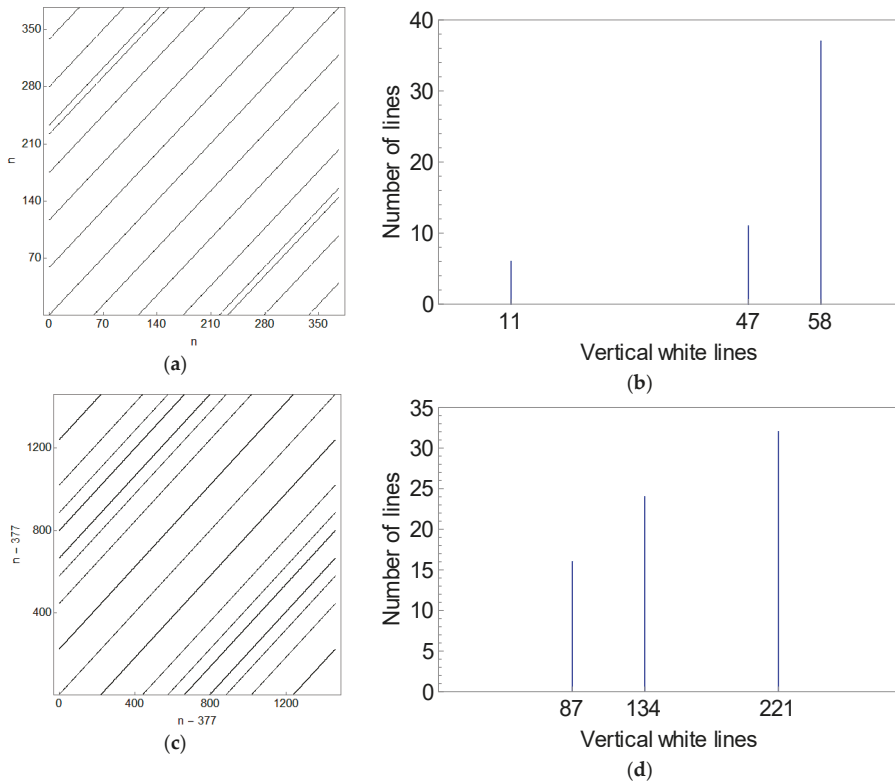 377
350
280
210
140
70
n
0 70 140 210 280 350
n
(a)
40
30
20
10
0
Number of lines
11 47 58
Vertical white lines
(b)
1200
800
400
n − 377
0 400 800 1200
n − 377
(c)
35
30
25
20
15
10
5
0
Number of lines
87 134 221
Vertical white lines
(d)